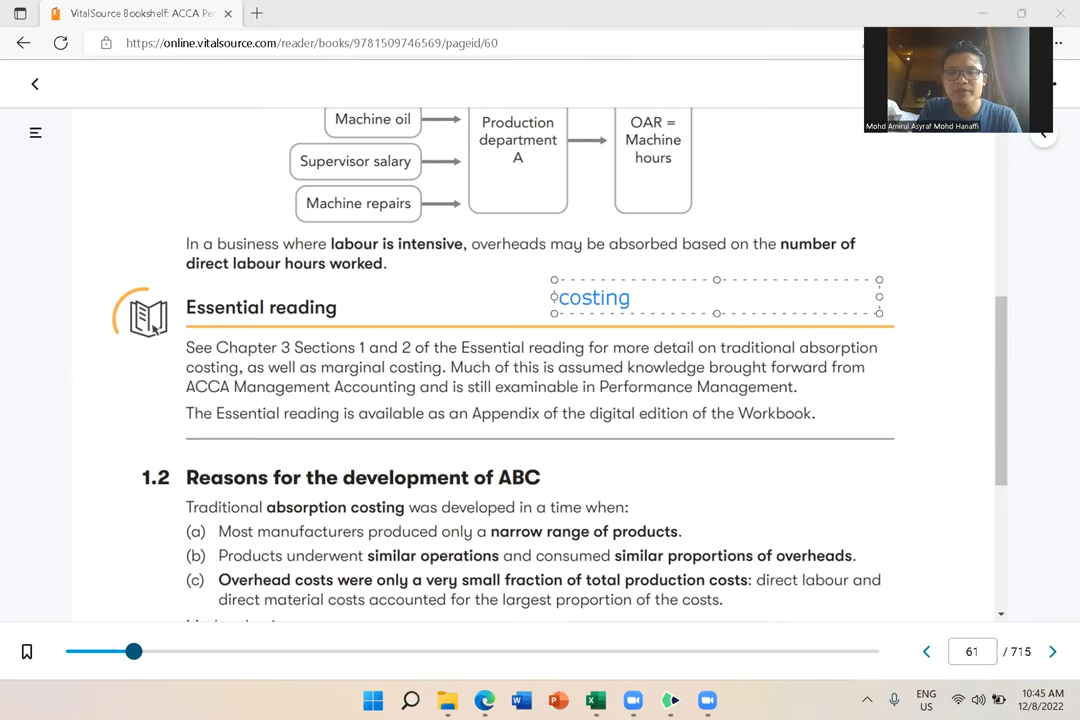 VitalSource Bookshelf: ACCA Per
https://online.vitalsource.com/reader/books/9781509746569/pageid/60
Mohd Amirul Asyraf Mohd Hanaffi
Machine oil
Supervisor salary
Machine repairs
Production
department
A
OAR =
Machine
hours
In a business where labour is intensive, overheads may be absorbed based on the number of
direct labour hours worked.
costing
Essential reading
See Chapter 3 Sections 1 and 2 of the Essential reading for more detail on traditional absorption
costing, as well as marginal costing. Much of this is assumed knowledge brought forward from
ACCA Management Accounting and is still examinable in Performance Management.
The Essential reading is available as an Appendix of the digital edition of the Workbook.
1.2 Reasons for the development of ABC
Traditional absorption costing was developed in a time when:
(a) Most manufacturers produced only a narrow range of products.
(b) Products underwent similar operations and consumed similar proportions of overheads.
(c) Overhead costs were only a very small fraction of total production costs: direct labour and
direct material costs accounted for the largest proportion of the costs.
61 / 715
ENG
US
10:45 AM
12/8/2022